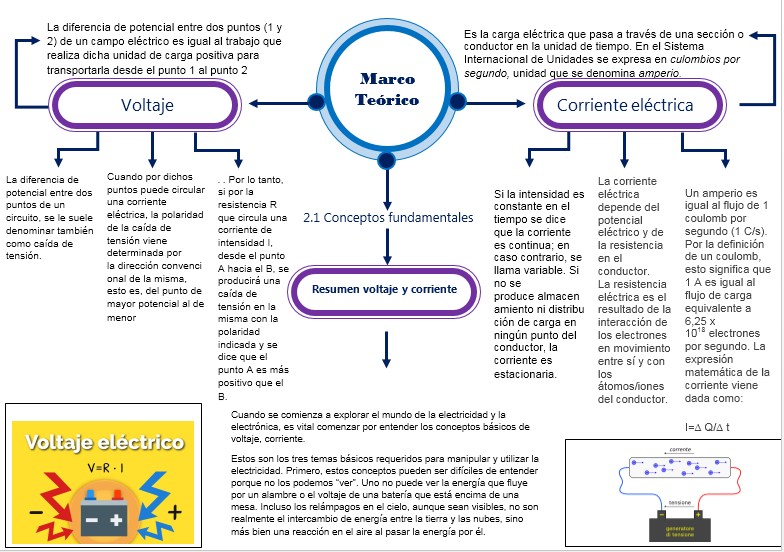 La diferencia de potencial entre dos puntos (1 y
2) de un campo eléctrico es igual al trabajo que
realiza dicha unidad de carga positiva para
transportarla desde el punto 1 al punto 2
Marco
Teórico
Es la carga eléctrica que pasa a través de una sección o
conductor en la unidad de tiempo. En el Sistema
Internacional de Unidades se expresa en culombios por
segundo, unidad que se denomina amperio.
Voltaje
Corriente eléctrica
La diferencia de
potencial entre dos
puntos de un
circuito, se le suele
denominar también
como caída de
tensión.
Cuando por dichos
puntos puede circular
una corriente
eléctrica, la polaridad
de la caída de
tensión viene
determinada por
la dirección convenci
onal de la misma,
esto es, del punto de
mayor potencial al de
menor
. . Por lo tanto,
si por la
resistencia R
que circula una
corriente de
intensidad I,
desde el punto
A hacia el B, se
producirá una
caída de
tensión en la
misma con la
polaridad
indicada y se
dice que el
punto A es más
positivo que el
B.
2.1 Conceptos fundamentales
Resumen voltaje y corriente
Si la intensidad es
constante en el
tiempo se dice
que la corriente
es continua; en
caso contrario, se
llama variable. Si
no se
produce almacen
amiento ni distribu
ción de carga en
ningún punto del
conductor, la
corriente es
estacionaria.
La corriente
eléctrica
depende del
potencial
eléctrico y de
la resistencia
en el
conductor.
La resistencia
eléctrica es el
resultado de la
interacción de
los electrones
en movimiento
entre sí y con
los
átomos/iones
del conductor.
Un amperio es
igual al flujo de 1
coulomb por
segundo (1 C/s).
Por la definición
de un coulomb,
esto significa que
1 A es igual al
flujo de carga
equivalente a
6,25 x
10¹⁸ electrones
por segundo. La
expresión
matemática de la
corriente viene
dada como:
I=∆ Q/∆ t
Voltaje eléctrico
V=R · I
- +
- +
Cuando se comienza a explorar el mundo de la electricidad y la
electrónica, es vital comenzar por entender los conceptos básicos de
voltaje, corriente.
Estos son los tres temas básicos requeridos para manipular y utilizar la
electricidad. Primero, estos conceptos pueden ser difíciles de entender
porque no los podemos “ver”. Uno no puede ver la energía que fluye
por un alambre o el voltaje de una batería que está encima de una
mesa. Incluso los relámpagos en el cielo, aunque sean visibles, no son
realmente el intercambio de energía entre la tierra y las nubes, sino
más bien una reacción en el aire al pasar la energía por él.
corrente
tensione
- +
generatore
di tensione